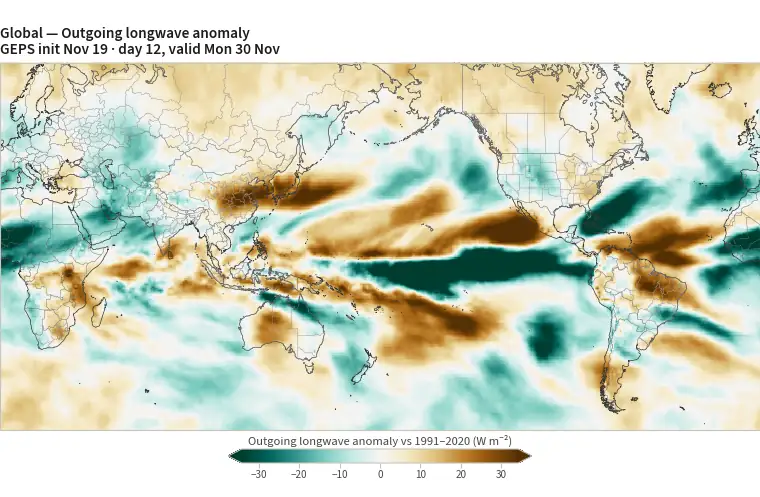 Global — Outgoing longwave anomaly
GEPS init Nov 19 · day 12, valid Mon 30 Nov
Outgoing longwave anomaly vs 1991–2020 (W m⁻²)
−30 −20 −10 0 10 20 30